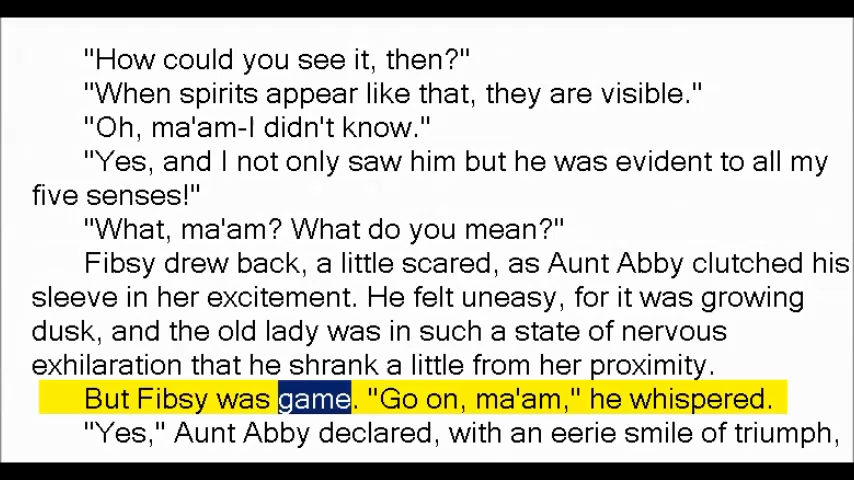 "How could you see it, then?"
"When spirits appear like that, they are visible."
"Oh, ma'am-I didn't know."
"Yes, and I not only saw him but he was evident to all my
five senses!"
"What, ma'am? What do you mean?"
Fibsy drew back, a little scared, as Aunt Abby clutched his
sleeve in her excitement. He felt uneasy, for it was growing
dusk, and the old lady was in such a state of nervous
exhilaration that he shrank a little from her proximity.
But Fibsy was game. "Go on, ma'am," he whispered.
"Yes," Aunt Abby declared, with an eerie smile of triumph,